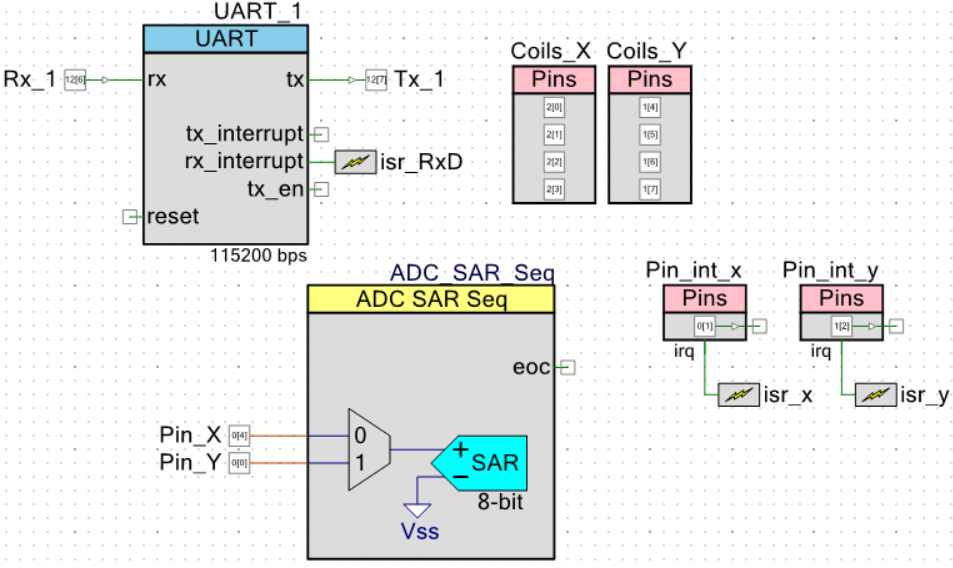 UART_1
UART
Rx_1 12[6] rx tx 12[7] Tx_1
tx_interrupt
rx_interrupt isr_RxD
tx_en
reset
115200 bps
Coils_X Coils_Y
Pins Pins
2[0] 1[4]
2[1] 1[5]
2[2] 1[6]
2[3] 1[7]
ADC_SAR_Seq
ADC SAR Seq
eoc
Pin_X 0[4] 0
Pin_Y 0[0] 1
+ SAR
−
8-bit
Vss
Pin_int_x Pin_int_y
Pins Pins
0[1] 1[2]
irq irq
isr_x isr_y